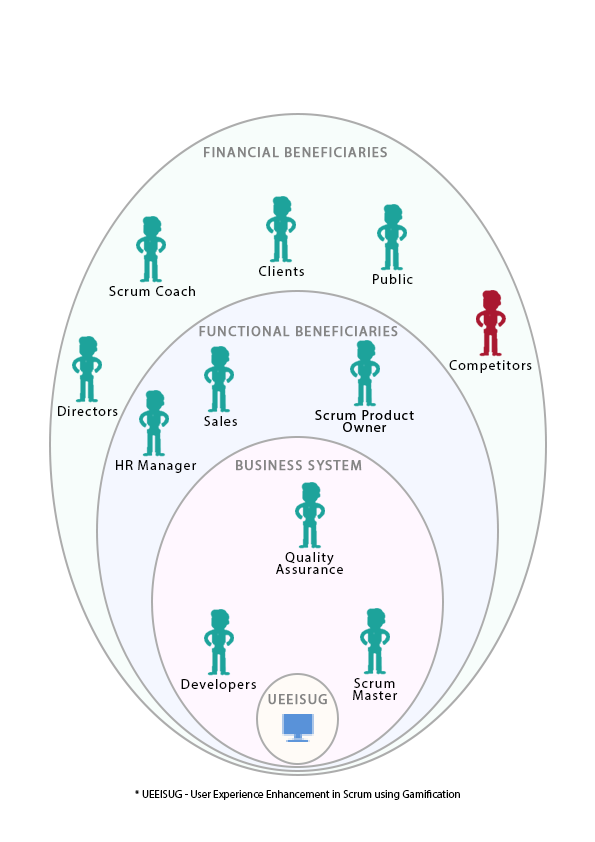 FINANCIAL BENEFICIARIES
Clients
Public
Scrum Coach
FUNCTIONAL BENEFICIARIES
Competitors
Directors
Sales
Scrum Product
Owner
HR Manager
BUSINESS SYSTEM
Quality
Assurance
Developers
Scrum
Master
UEEISUG
* UEEISUG - User Experience Enhancement in Scrum using Gamification